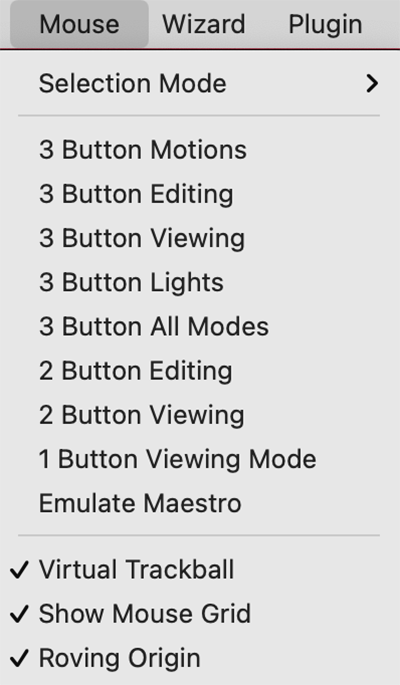 Mouse Wizard Plugin
Selection Mode
3 Button Motions
3 Button Editing
3 Button Viewing
3 Button Lights
3 Button All Modes
2 Button Editing
2 Button Viewing
1 Button Viewing Mode
Emulate Maestro
Virtual Trackball
Show Mouse Grid
Roving Origin